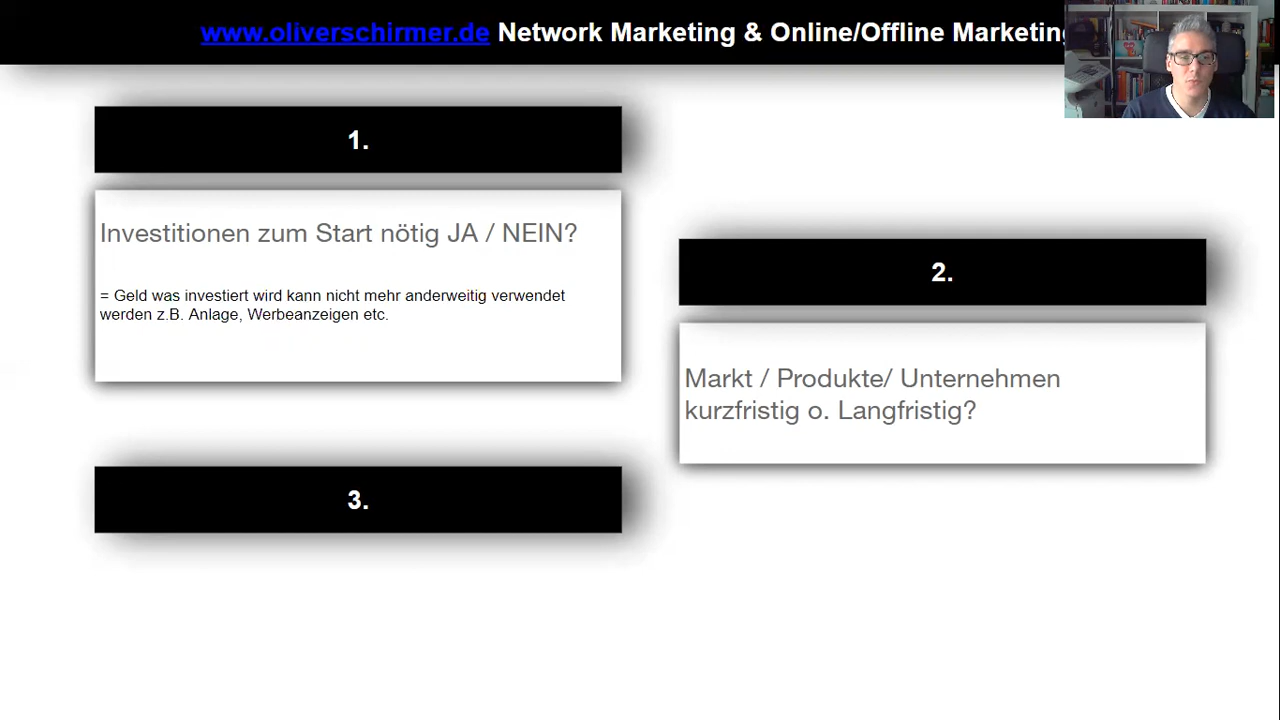 www.oliverschirmer.de Network Marketing & Online/Offline Marketing
1.
Investitionen zum Start nötig JA / NEIN?
= Geld was investiert wird kann nicht mehr anderweitig verwendet
werden z.B. Anlage, Werbeanzeigen etc.
2.
Markt / Produkte/ Unternehmen
kurzfristig o. Langfristig?
3.